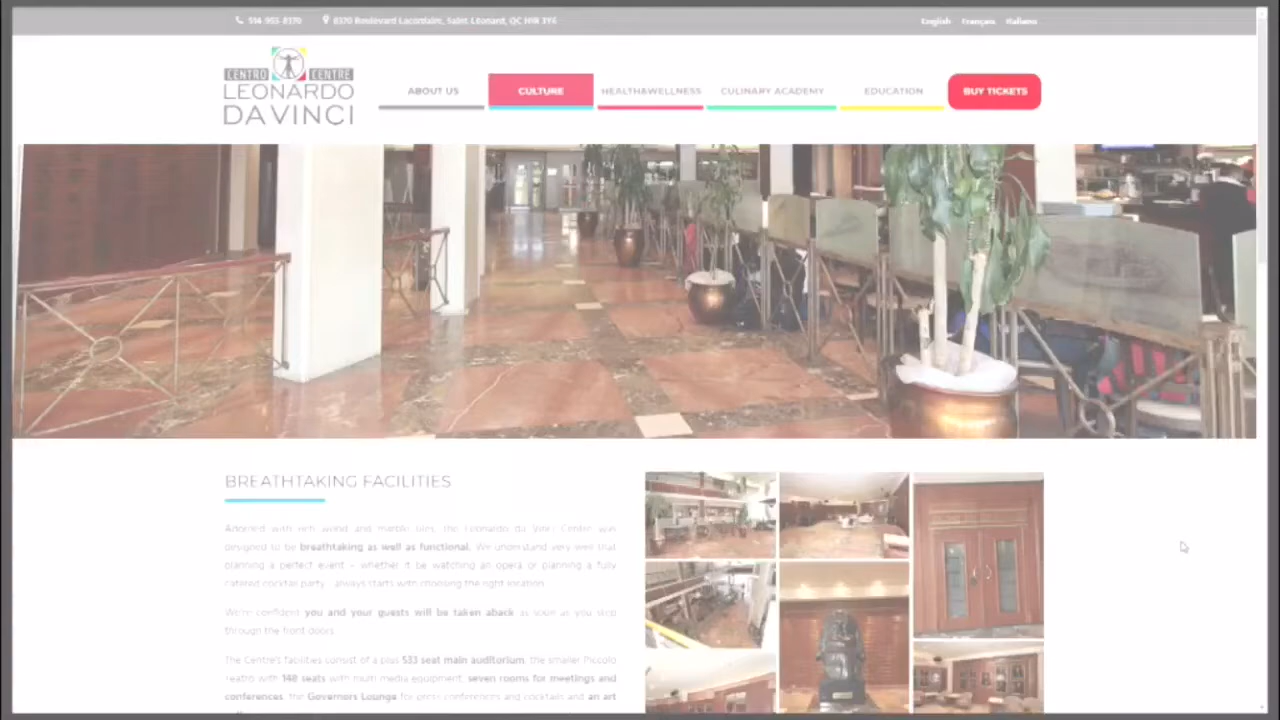 514-955-8370
8370 Boulevard Lacordaire, Saint-Léonard, QC H1R 3Y6
English Français Italiano
CENTRO CENTRE
LEONARDO
DA VINCI
ABOUT US
CULTURE
HEALTH&WELLNESS
CULINARY ACADEMY
EDUCATION
BUY TICKETS
BREATHTAKING FACILITIES
Adorned with rich wood and marble tiles, the Leonardo da Vinci Centre was
designed to be breathtaking as well as functional. We understand very well that
planning a perfect event – whether it be watching an opera or planning a fully
catered cocktail party – always starts with choosing the right location.
We're confident you and your guests will be taken aback as soon as you step
through the front doors.
The Centre's facilities consist of a plus 533 seat main auditorium, the smaller Piccolo
Teatro with 148 seats with multi media equipment, seven rooms for meetings and
conferences, the Governors Lounge for press conferences and cocktails and an art